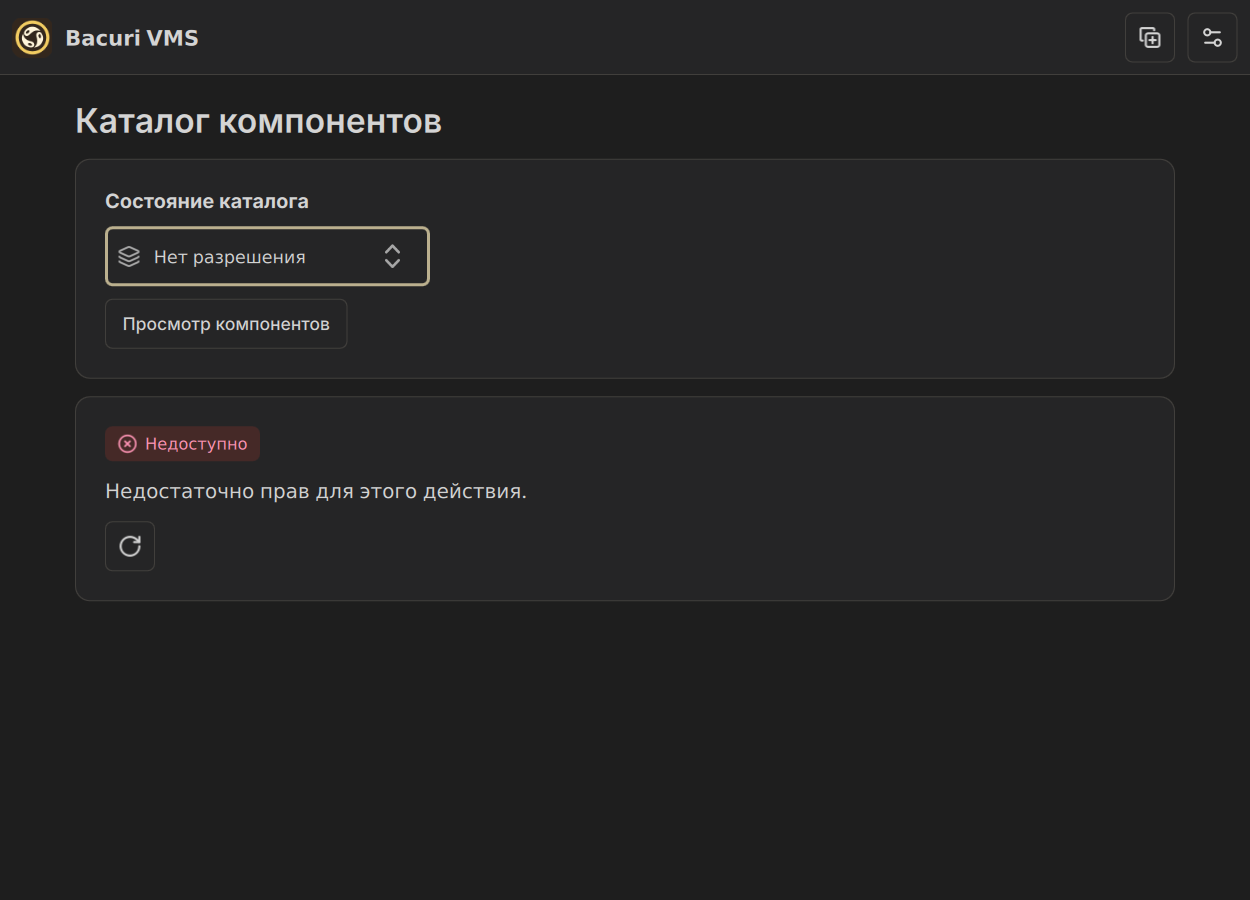 Bacuri VMS
Каталог компонентов
Состояние каталога
Нет разрешения
Просмотр компонентов
Недоступно
Недостаточно прав для этого действия.